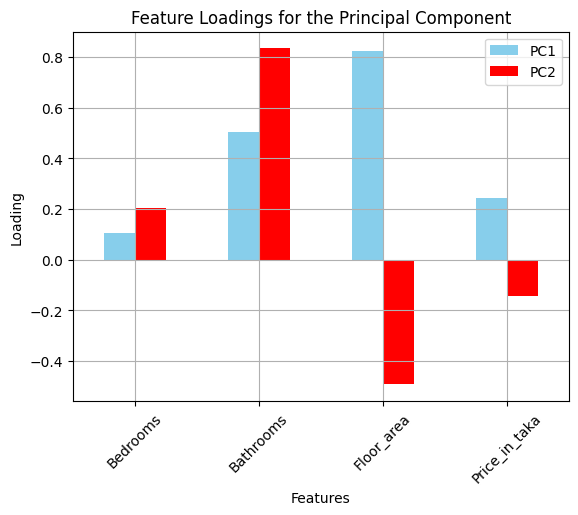 Feature Loadings for the Principal Component
PC1
PC2
Loading
0.8
0.6
0.4
0.2
0.0
−0.2
−0.4
Bedrooms
Bathrooms
Floor_area
Price_in_taka
Features